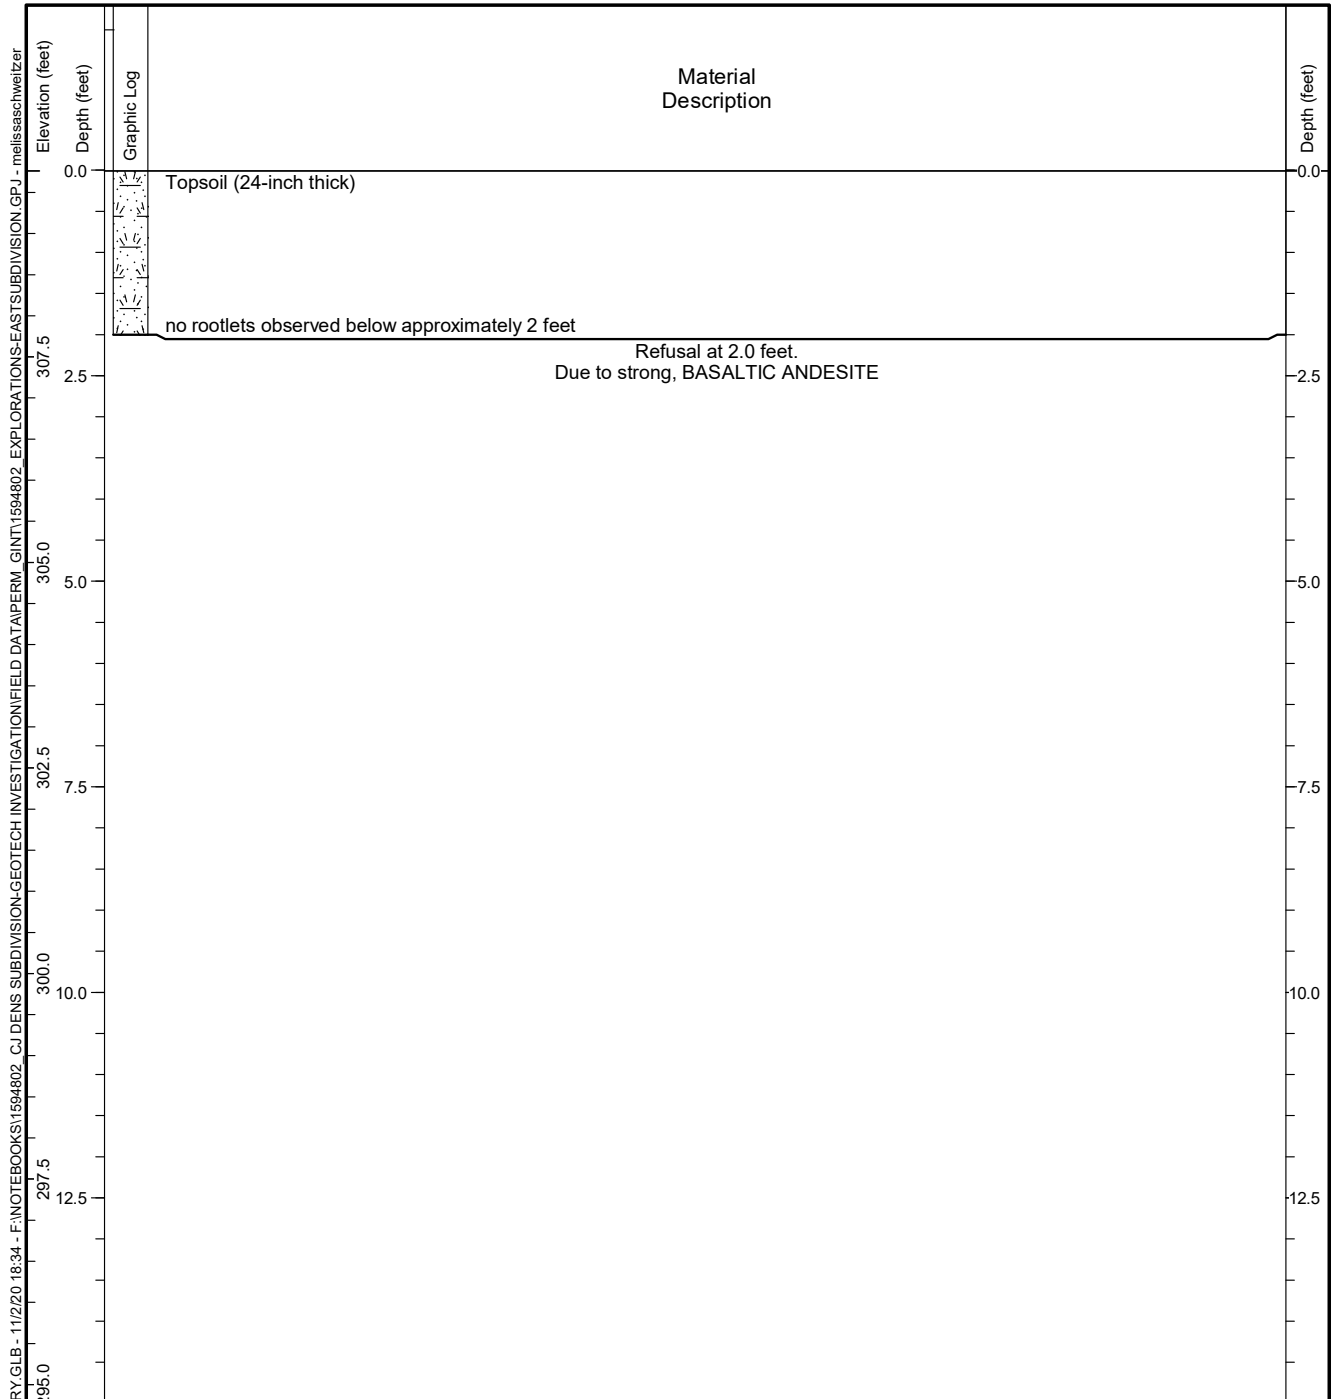 RY.GLB - 11/2/20 18:34 - F:\NOTEBOOKS\1594802_CJ DENS SUBDIVISION-GEOTECH INVESTIGATION\FIELD DATA\PERM_GINT\1594802_EXPLORATIONS-EASTSUBDIVISION.GPJ - melissaschweitzer
Elevation (feet)
Depth (feet)
Graphic Log
Material
Description
Depth (feet)
0.0
0.0
Topsoil (24-inch thick)
no rootlets observed below approximately 2 feet
Refusal at 2.0 feet.
307.5
Due to strong, BASALTIC ANDESITE
2.5
2.5
305.0
5.0
5.0
302.5
7.5
7.5
300.0
10.0
10.0
297.5
12.5
12.5
295.0